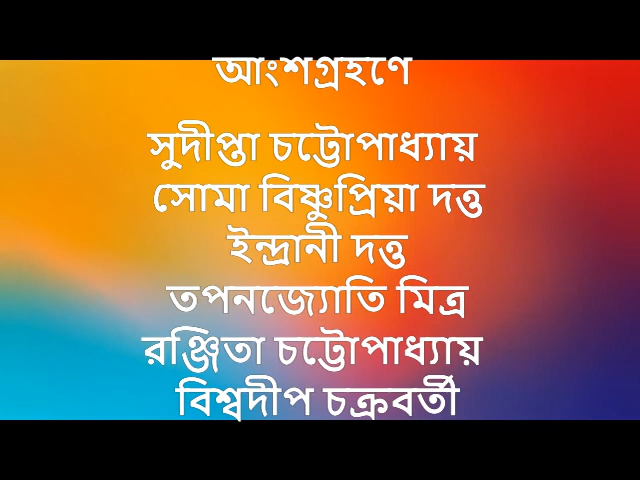 আংশগ্রহণে
সুদীপ্তা চট্টোপাধ্যায়
সোমা বিষ্ণুপ্রিয়া দত্ত
ইন্দ্রানী দত্ত
তপনজ্যোতি মিত্র
রঞ্জিতা চট্টোপাধ্যায়
বিশ্বদীপ চক্রবর্তী